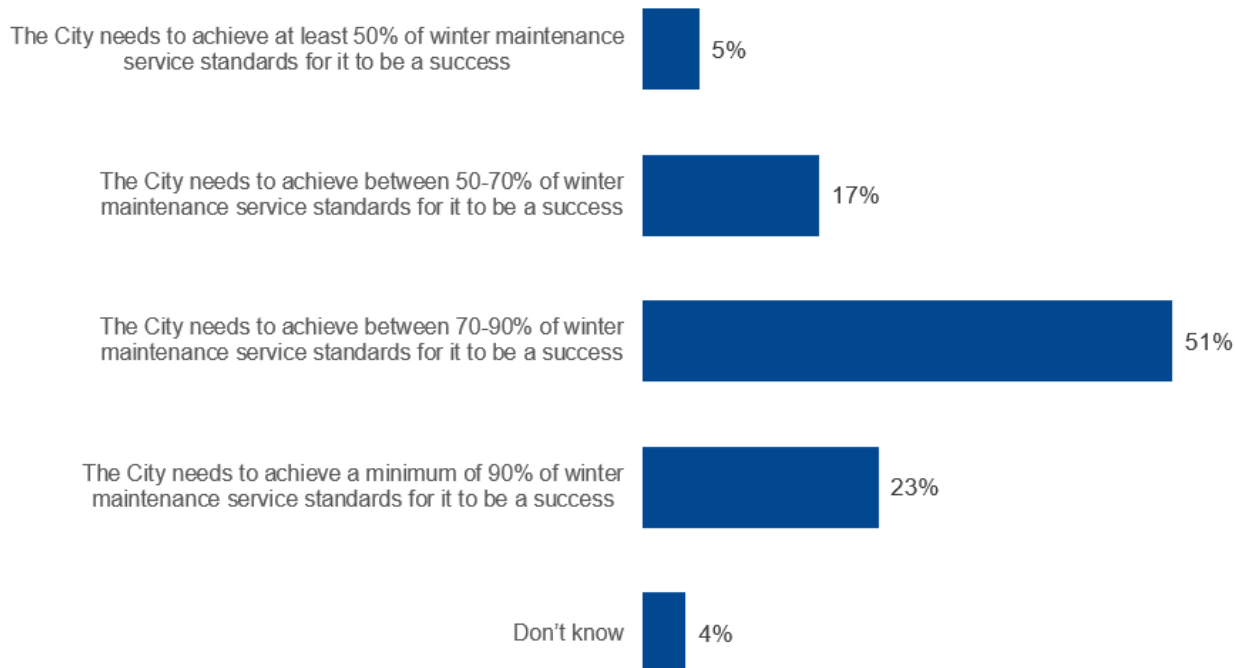 The City needs to achieve at least 50% of winter maintenance
service standards for it to be a success
5%
The City needs to achieve between 50-70% of winter
maintenance service standards for it to be a success
17%
The City needs to achieve between 70-90% of winter
maintenance service standards for it to be a success
51%
The City needs to achieve a minimum of 90% of winter
maintenance service standards for it to be a success
23%
Don’t know
4%